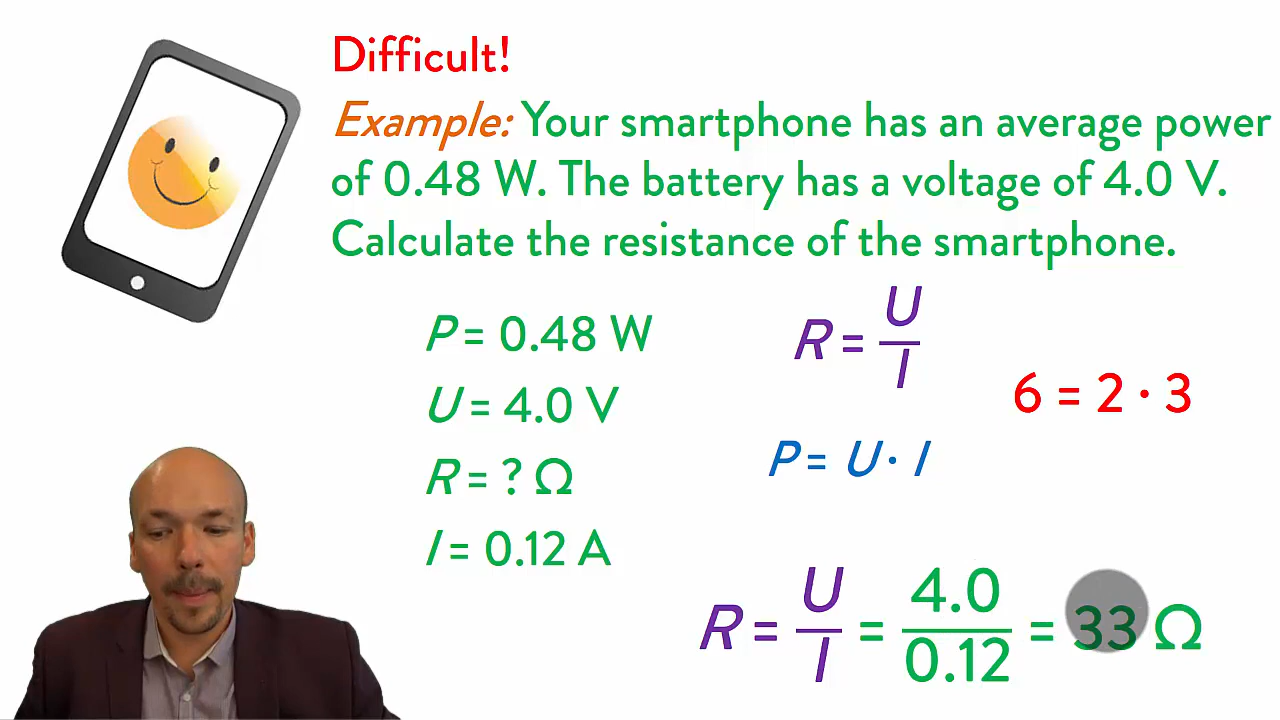 Difficult!
Example: Your smartphone has an average power
of 0.48 W. The battery has a voltage of 4.0 V.
Calculate the resistance of the smartphone.
P = 0.48 W
U = 4.0 V
R = ? Ω
I = 0.12 A
R = U/I
6 = 2 · 3
P = U · I
R = U/I = 4.0/0.12 = 33 Ω